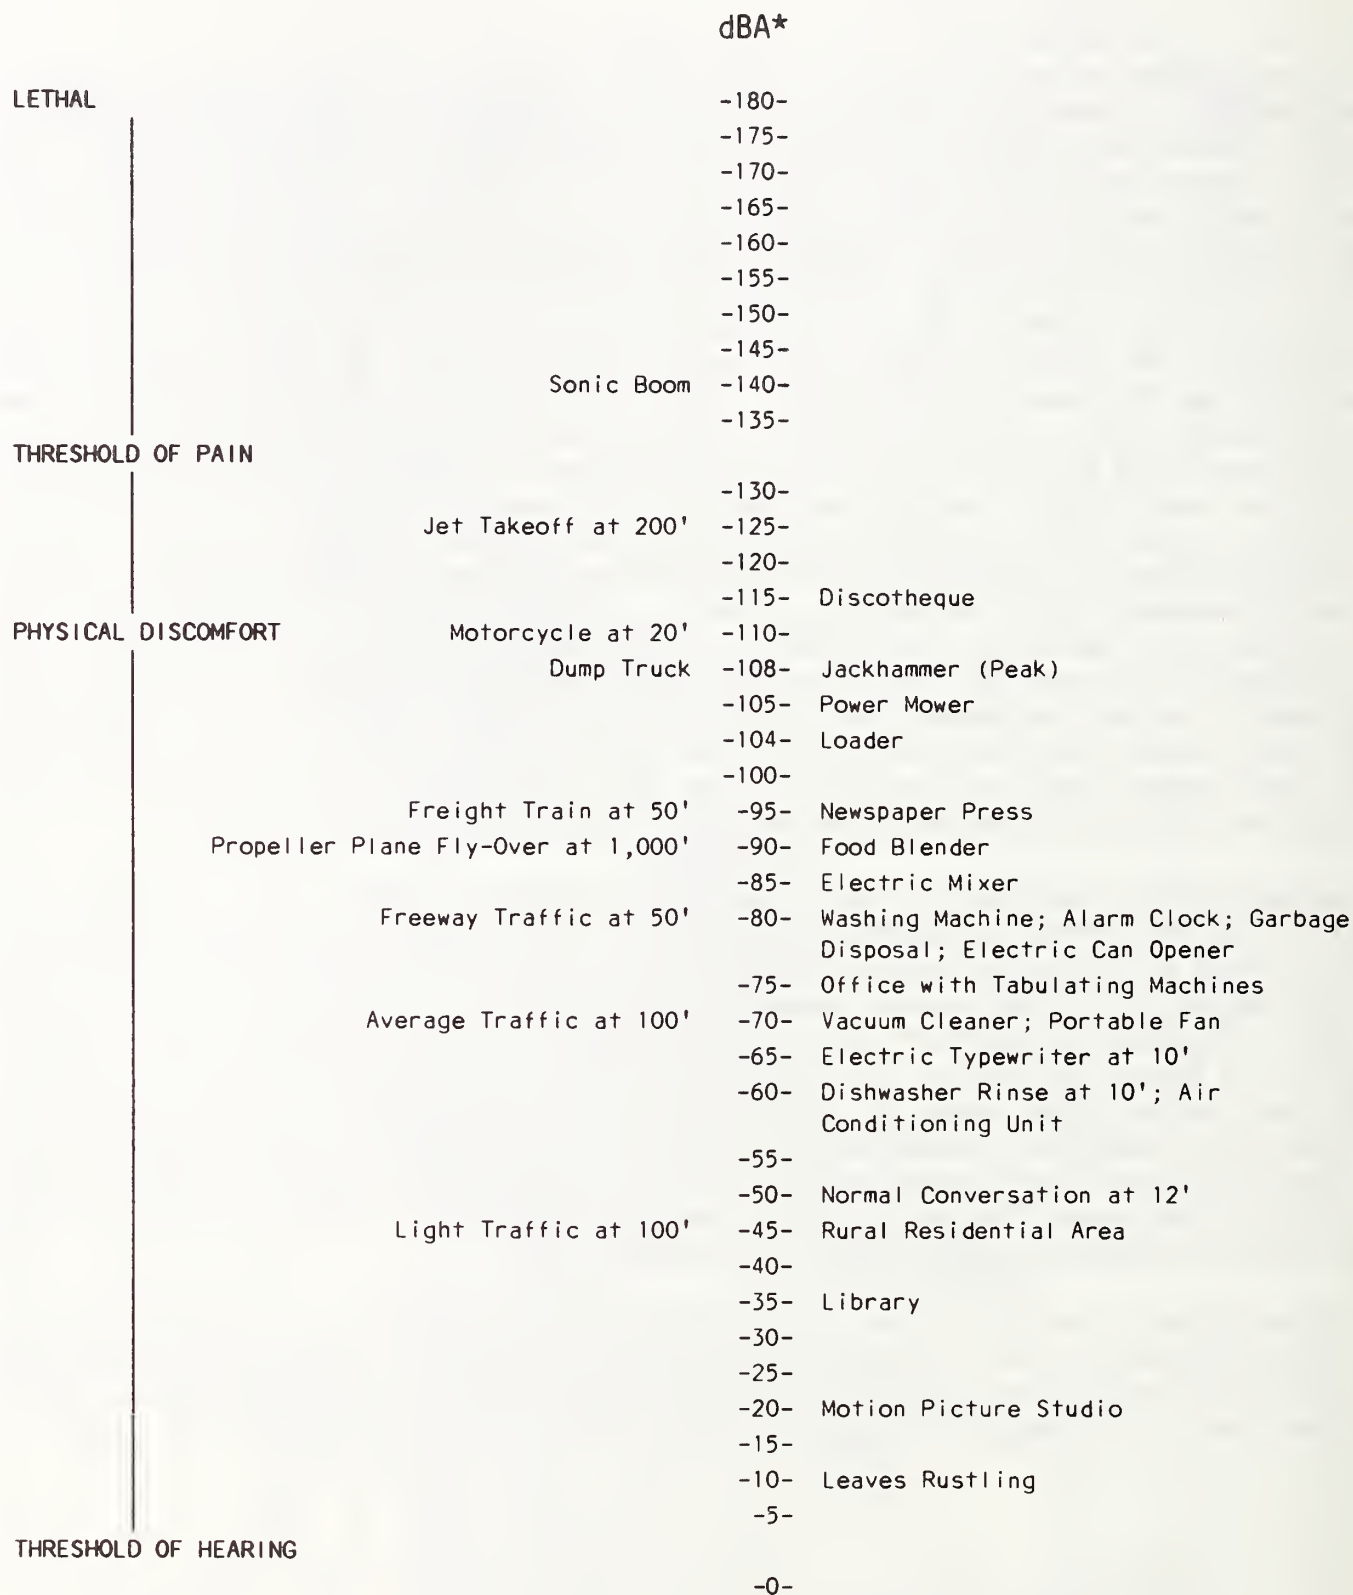 dBA*
LETHAL -180-
-175-
-170-
-165-
-160-
-155-
-150-
-145-
Sonic Boom -140-
-135-
THRESHOLD OF PAIN
-130-
Jet Takeoff at 200' -125-
-120-
-115- Discotheque
PHYSICAL DISCOMFORT Motorcycle at 20' -110-
Dump Truck -108- Jackhammer (Peak)
-105- Power Mower
-104- Loader
-100-
Freight Train at 50' -95- Newspaper Press
Propeller Plane Fly-Over at 1,000' -90- Food Blender
-85- Electric Mixer
Freeway Traffic at 50' -80- Washing Machine; Alarm Clock; Garbage
Disposal; Electric Can Opener
-75- Office with Tabulating Machines
Average Traffic at 100' -70- Vacuum Cleaner; Portable Fan
-65- Electric Typewriter at 10'
-60- Dishwasher Rinse at 10'; Air
Conditioning Unit
-55-
-50- Normal Conversation at 12'
Light Traffic at 100' -45- Rural Residential Area
-40-
-35- Library
-30-
-25-
-20- Motion Picture Studio
-15-
-10- Leaves Rustling
-5-
THRESHOLD OF HEARING
-0-